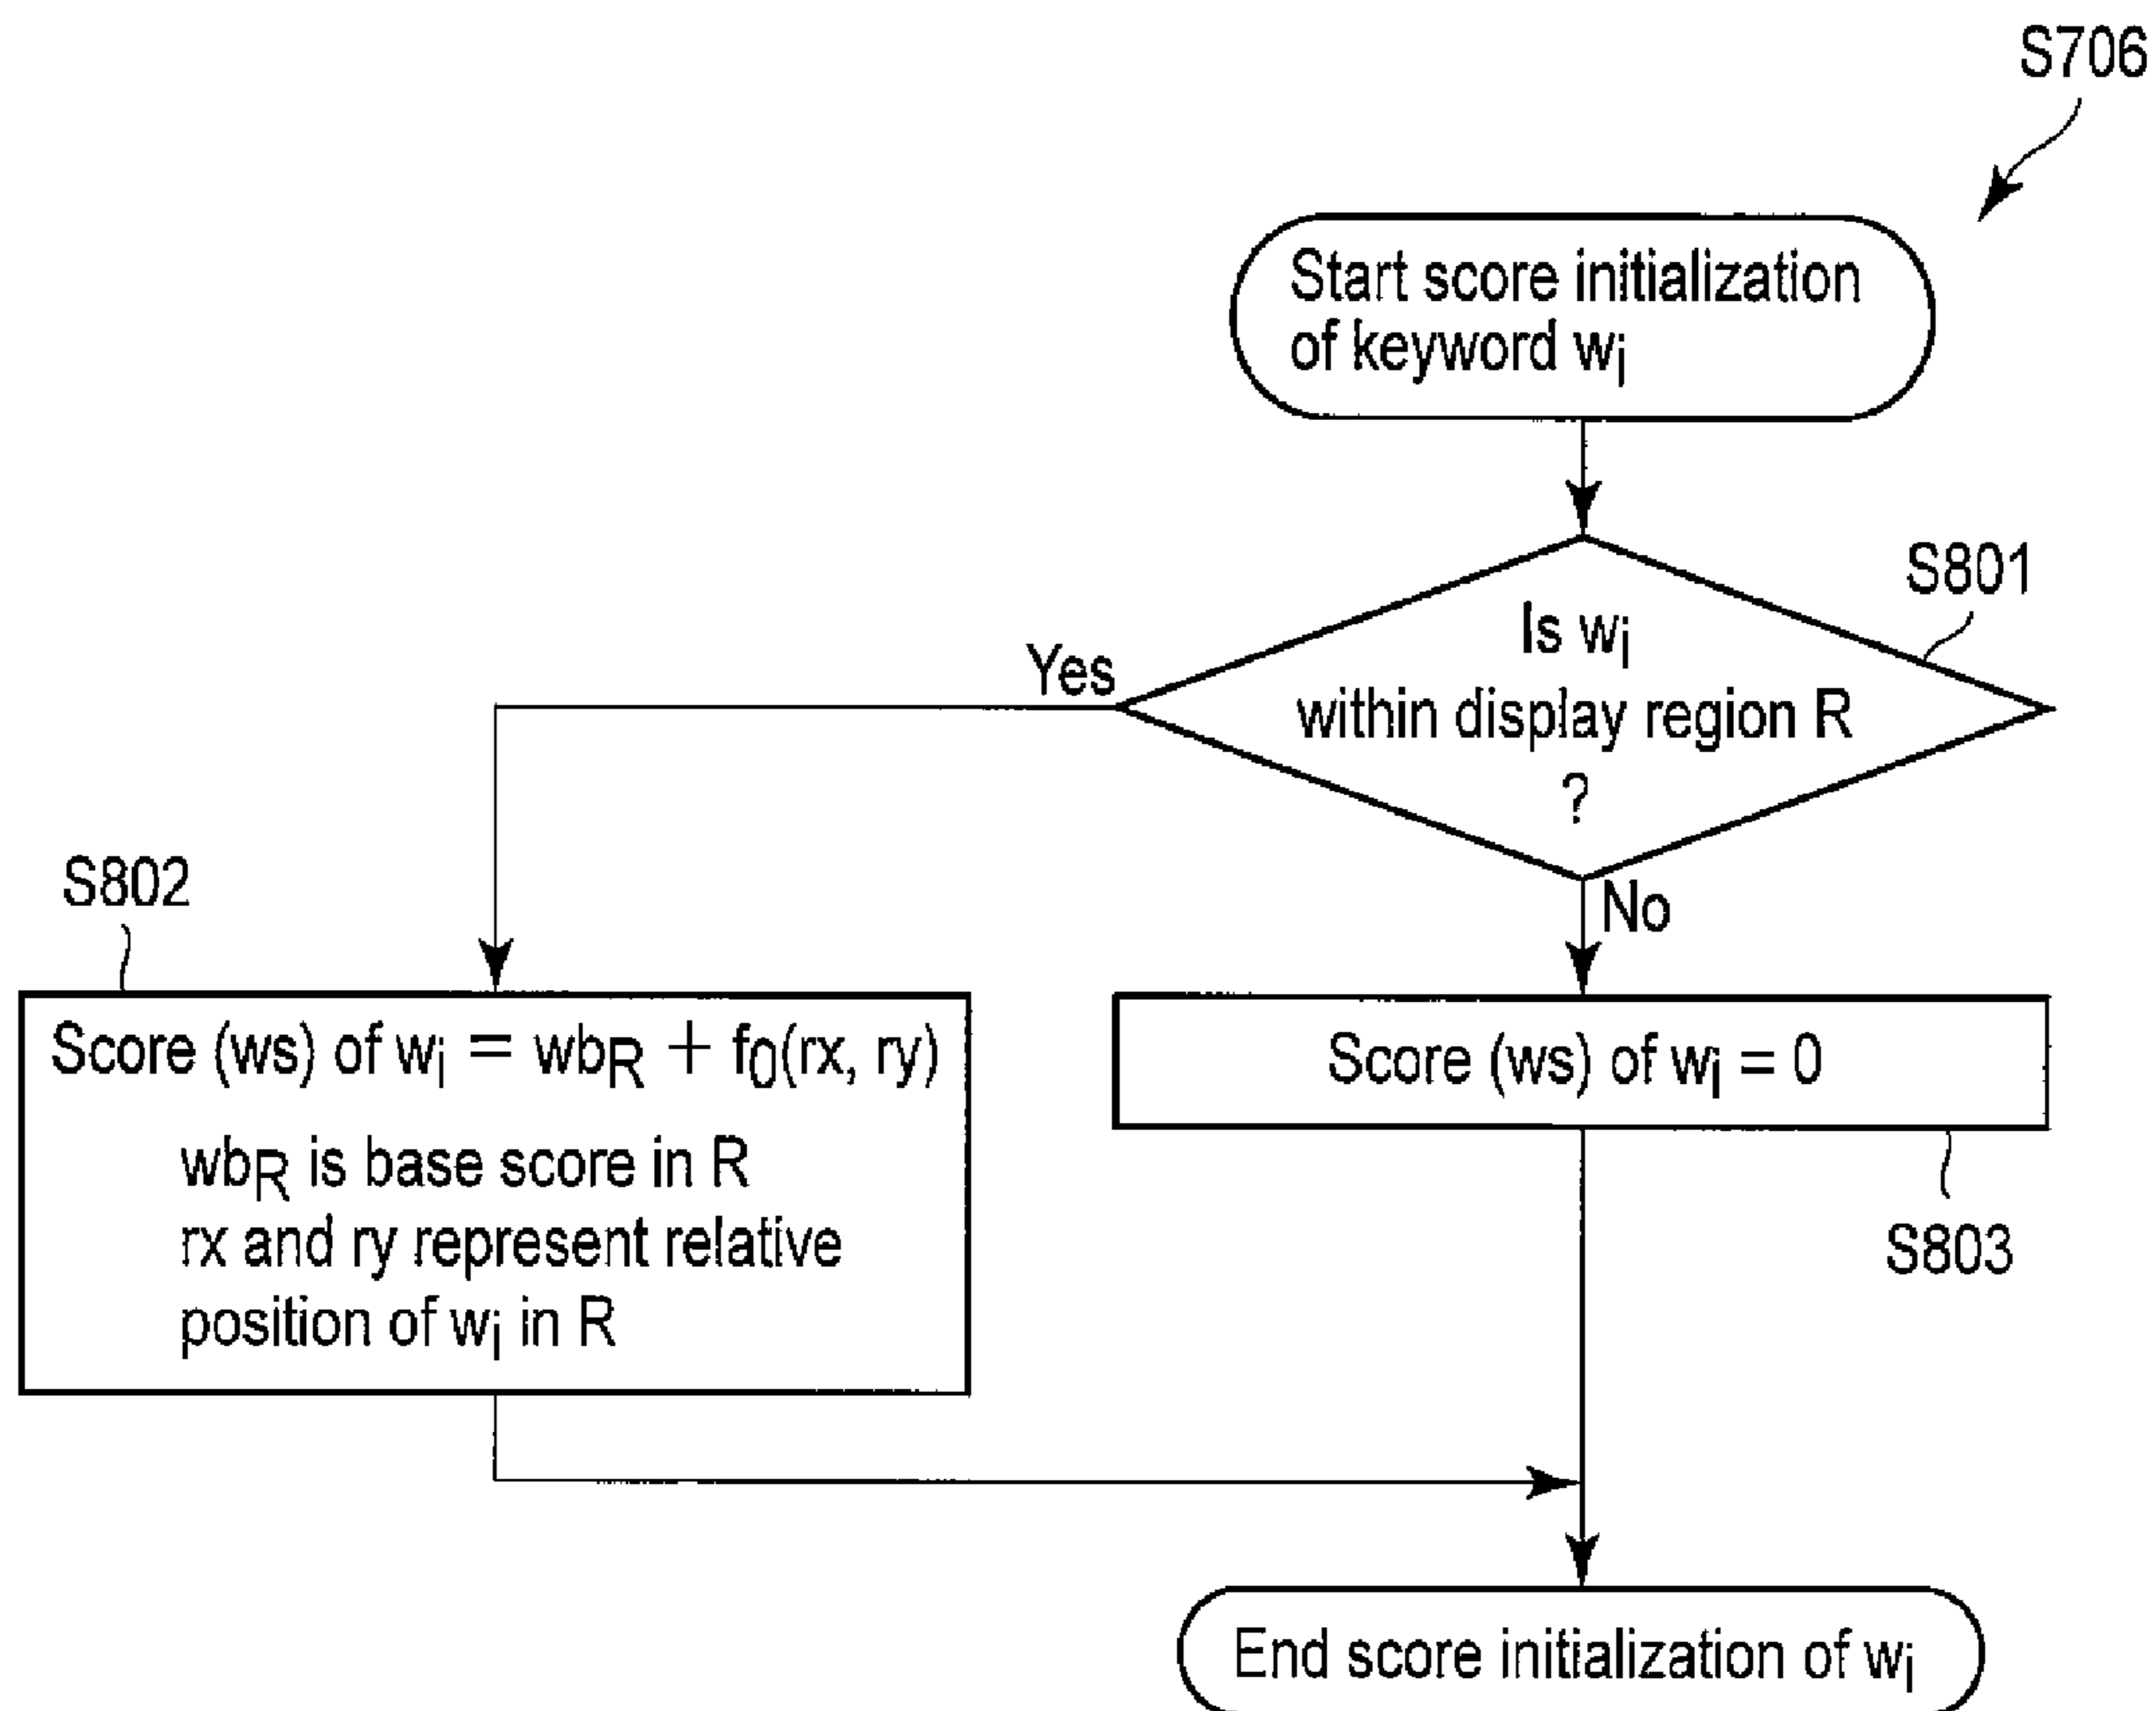 S706
Start score initialization
of keyword wi
S801
Is wi
within display region R
?
Yes
No
S802
Score (ws) of wi = wbR + f0(rx, ry)
wbR is base score in R
rx and ry represent relative
position of wi in R
Score (ws) of wi = 0
S803
End score initialization of wi